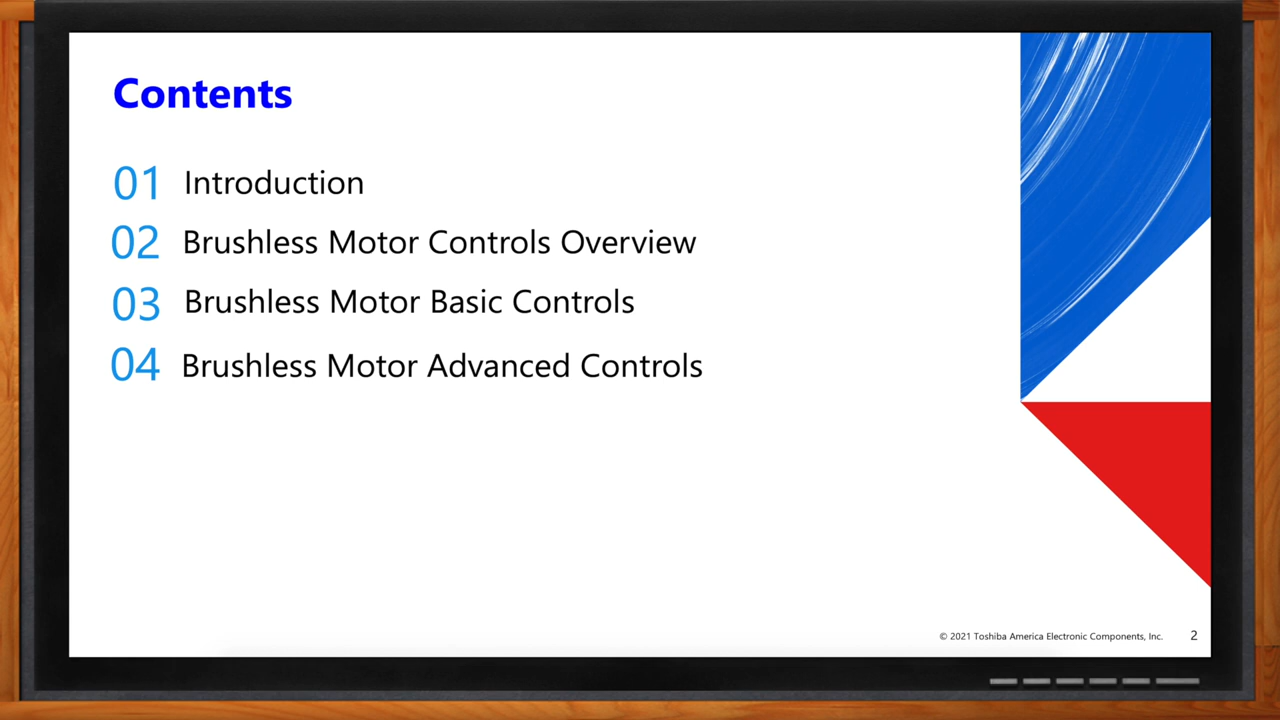 Contents
01 Introduction
02 Brushless Motor Controls Overview
03 Brushless Motor Basic Controls
04 Brushless Motor Advanced Controls
© 2021 Toshiba America Electronic Components, Inc. 2